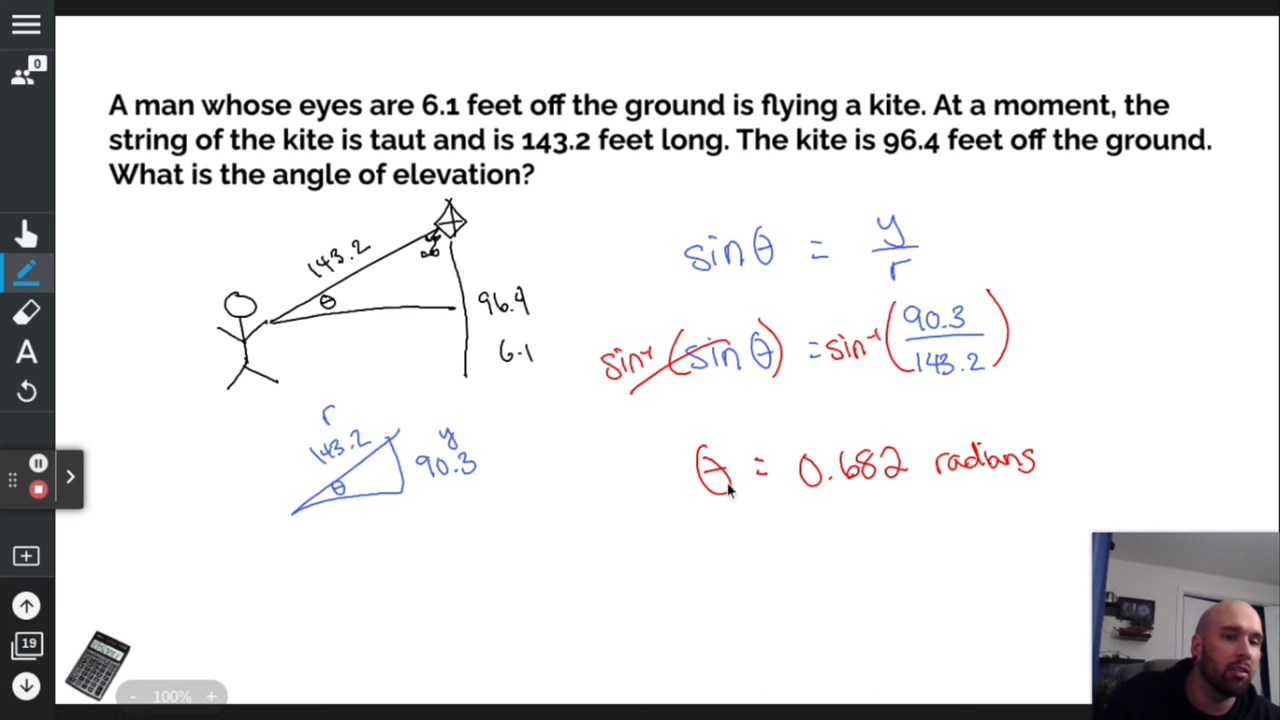 0
A man whose eyes are 6.1 feet off the ground is flying a kite. At a moment, the
string of the kite is taut and is 143.2 feet long. The kite is 96.4 feet off the ground.
What is the angle of elevation?
143.2
θ
96.4
6.1
r
143.2
y
90.3
θ
sin θ = y/r
sin⁻¹(sin θ) = sin⁻¹(90.3/143.2)
θ = 0.682 radians
A
19
- 100% +